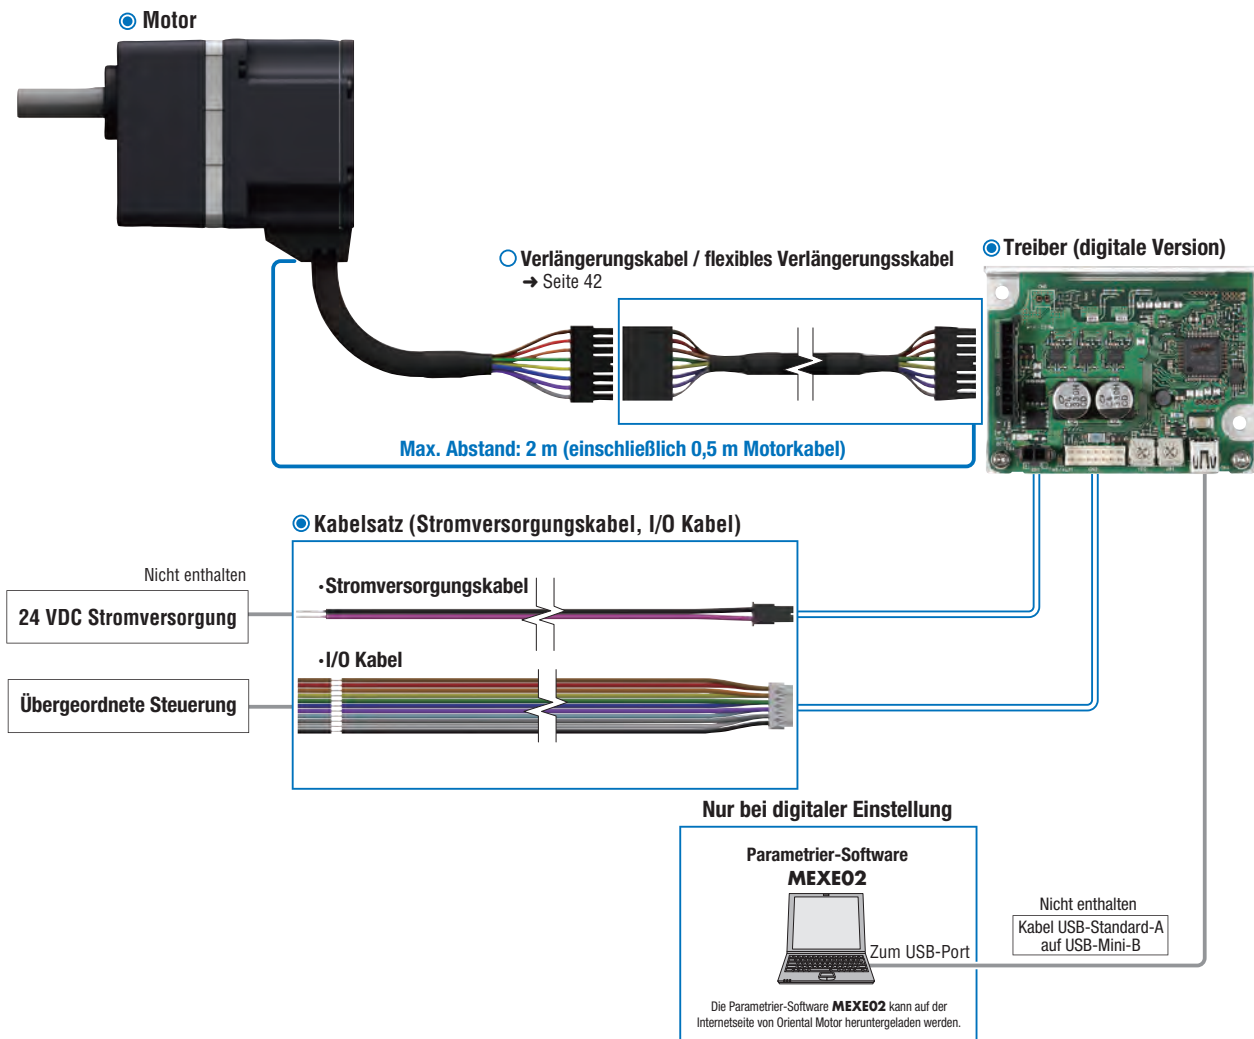 Motor
Verlängerungskabel / flexibles Verlängerungsskabel
→ Seite 42
Treiber (digitale Version)
Max. Abstand: 2 m (einschließlich 0,5 m Motorkabel)
Kabelsatz (Stromversorgungskabel, I/O Kabel)
Nicht enthalten
24 VDC Stromversorgung
·Stromversorgungskabel
·I/O Kabel
Übergeordnete Steuerung
Nur bei digitaler Einstellung
Parametrier-Software
MEXE02
Zum USB-Port
Nicht enthalten
Kabel USB-Standard-A
auf USB-Mini-B
Die Parametrier-Software MEXE02 kann auf der
Internetseite von Oriental Motor heruntergeladen werden.